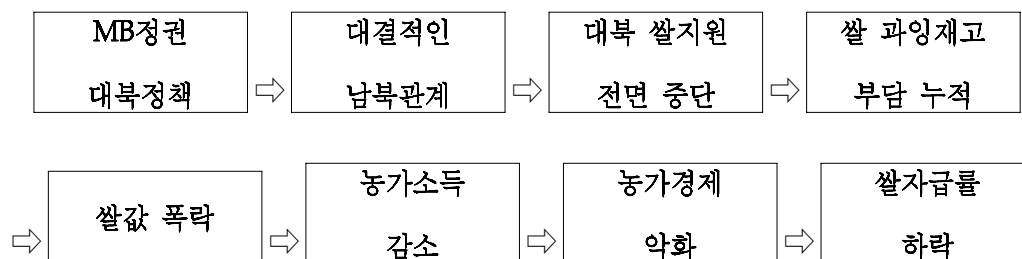 MB정권
대북정책
⇨
대결적인
남북관계
⇨
대북 쌀지원
전면 중단
⇨
쌀 과잉재고
부담 누적
⇨
쌀값 폭락
⇨
농가소득
감소
⇨
농가경제
악화
⇨
쌀자급률
하락